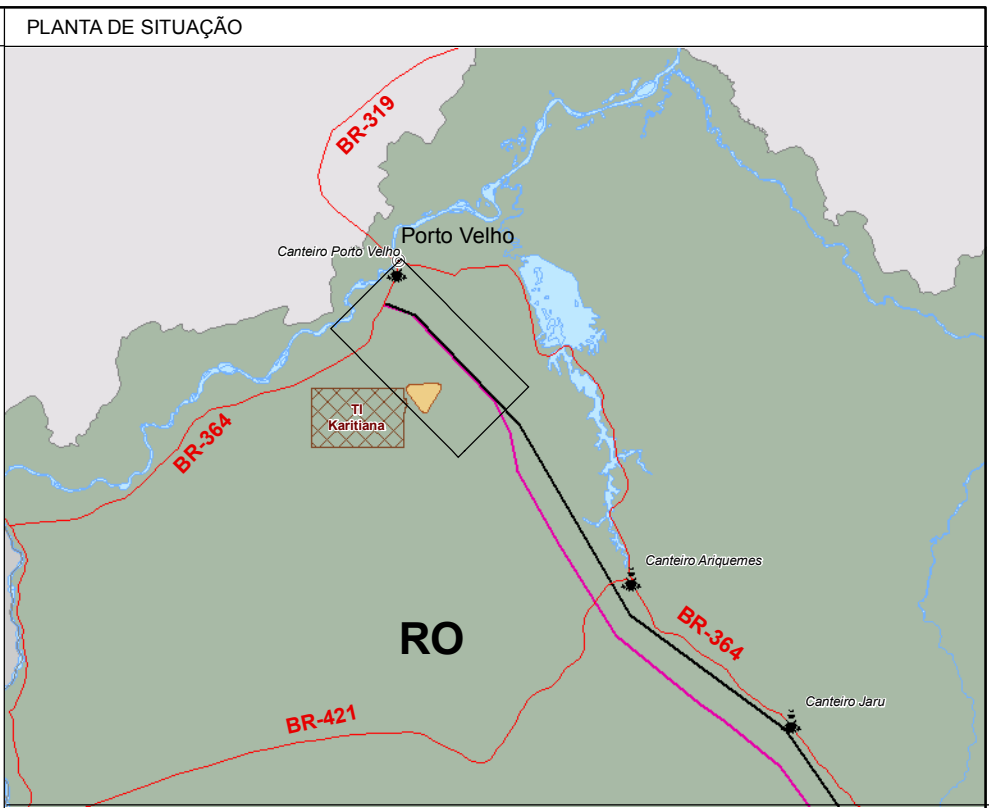 PLANTA DE SITUAÇÃO
BR-319
Porto Velho
Canteiro Porto Velho
TI
Karitiana
BR-364
Canteiro Ariquemes
RO
BR-364
Canteiro Jaru
BR-421